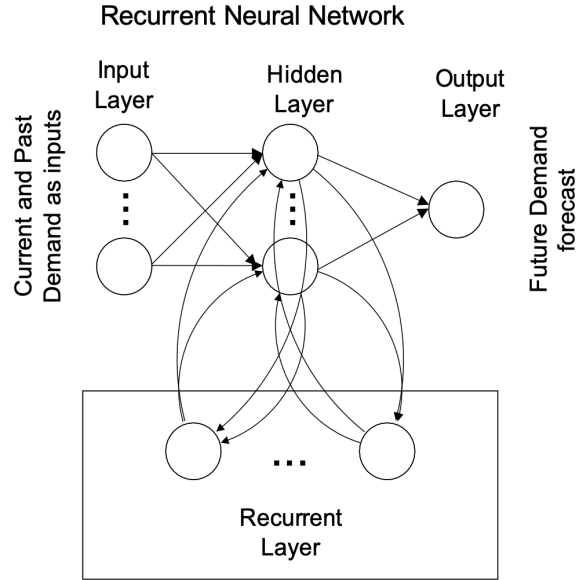 Recurrent Neural Network
Input
Layer
Hidden
Layer
Output
Layer
Current and Past
Demand as inputs
Future Demand
forecast
Recurrent
Layer